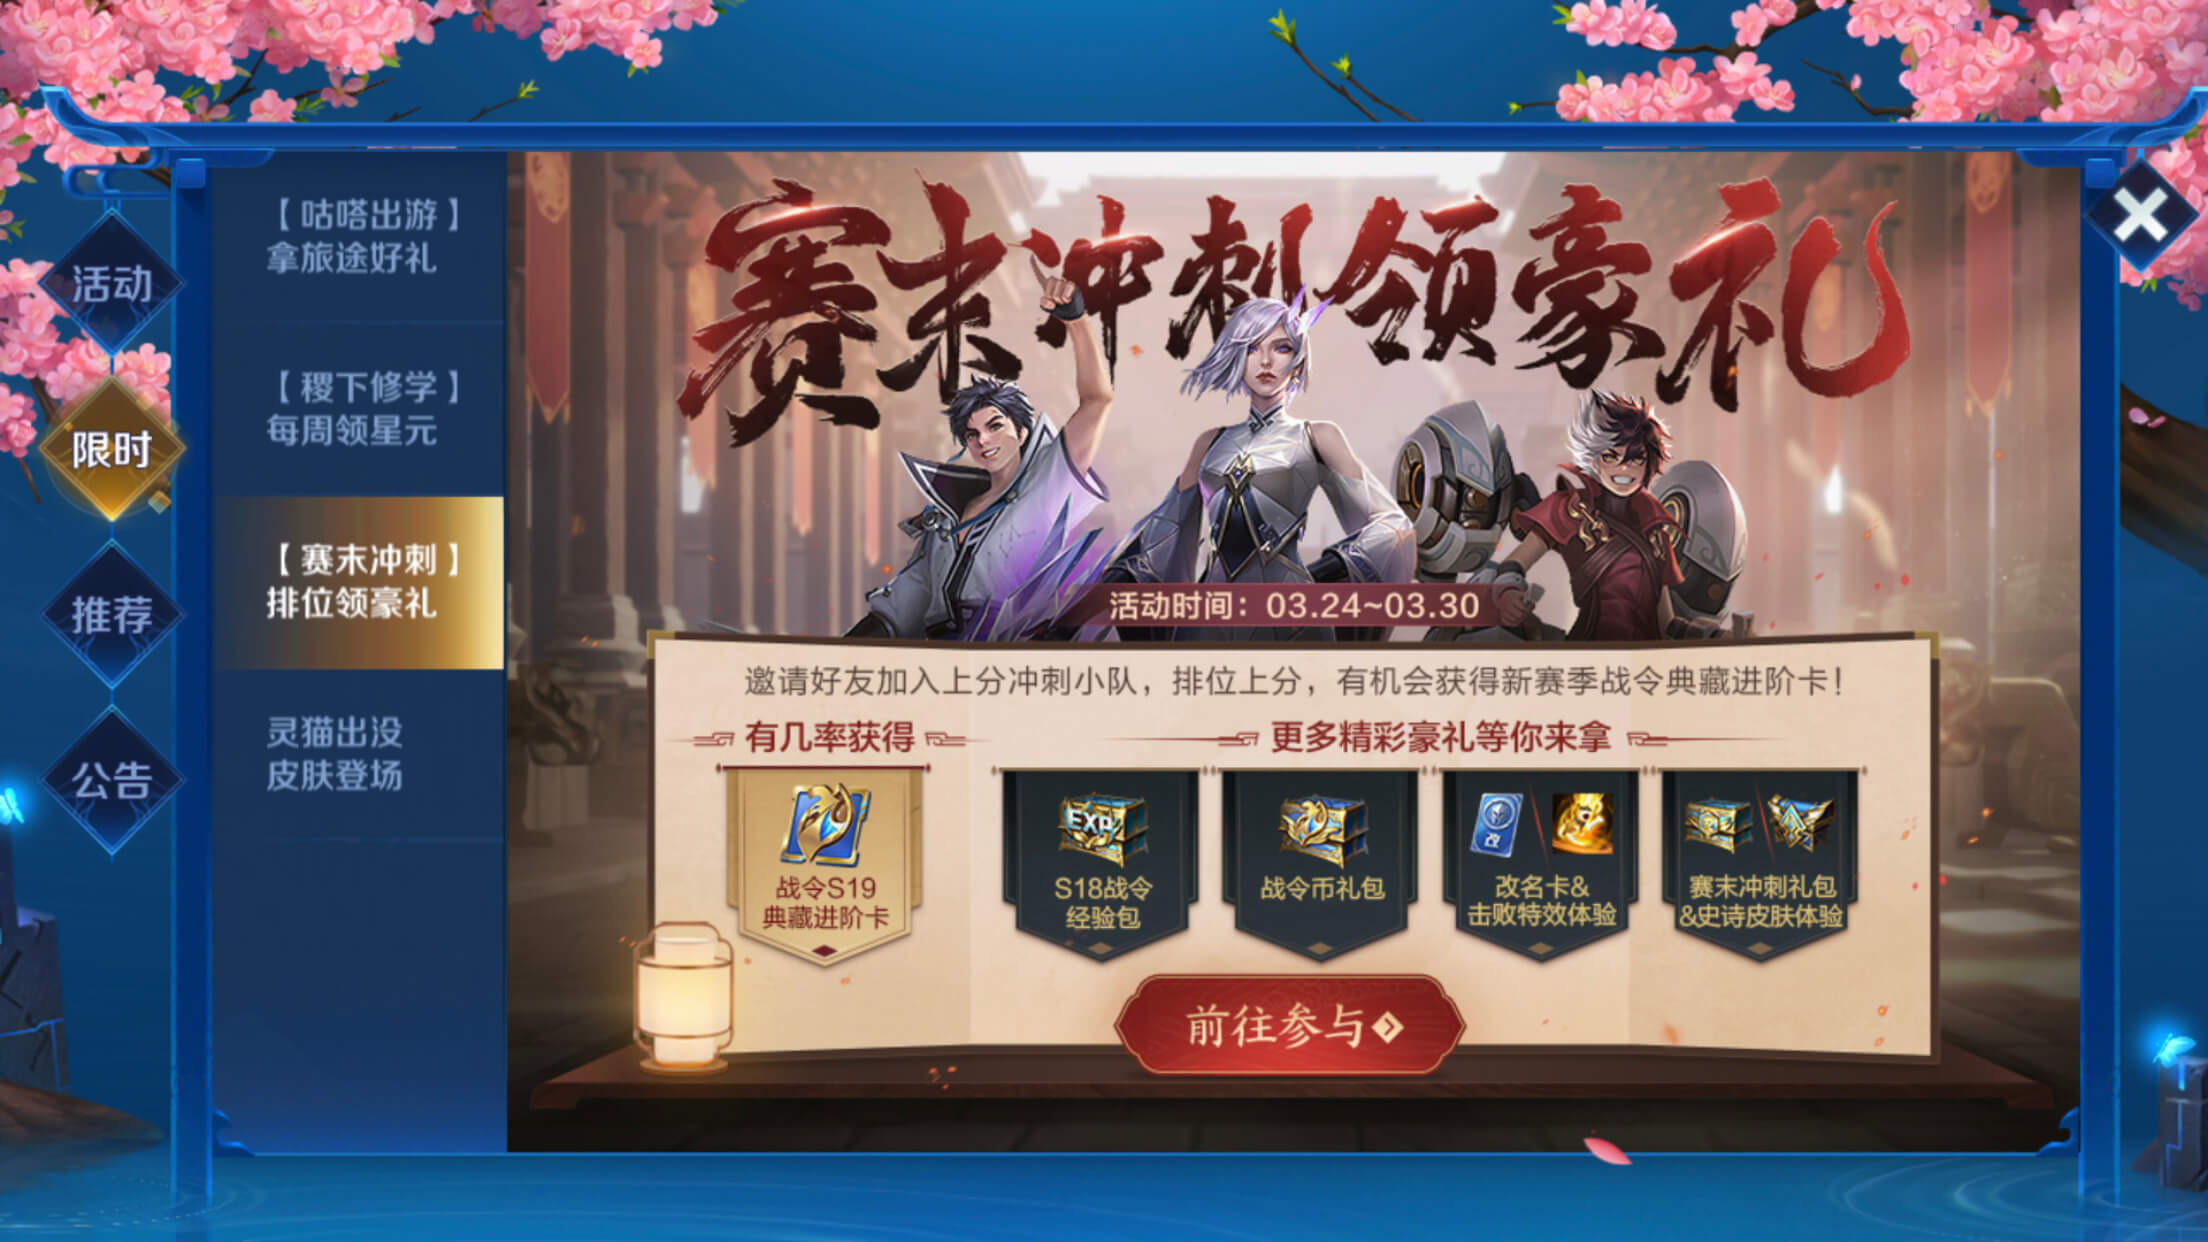 活动
限时
推荐
公告
【咕嗒出游】
拿旅途好礼
【稷下修学】
每周领星元
【赛末冲刺】
排位领豪礼
灵猫出没
皮肤登场
赛末冲刺领豪礼
活动时间：03.24~03.30
邀请好友加入上分冲刺小队，排位上分，有机会获得新赛季战令典藏进阶卡！
有几率获得
更多精彩豪礼等你来拿
战令S19
典藏进阶卡
EXP
S18战令
经验包
战令币礼包
改
改名卡&
击败特效体验
赛末冲刺礼包
&史诗皮肤体验
前往参与